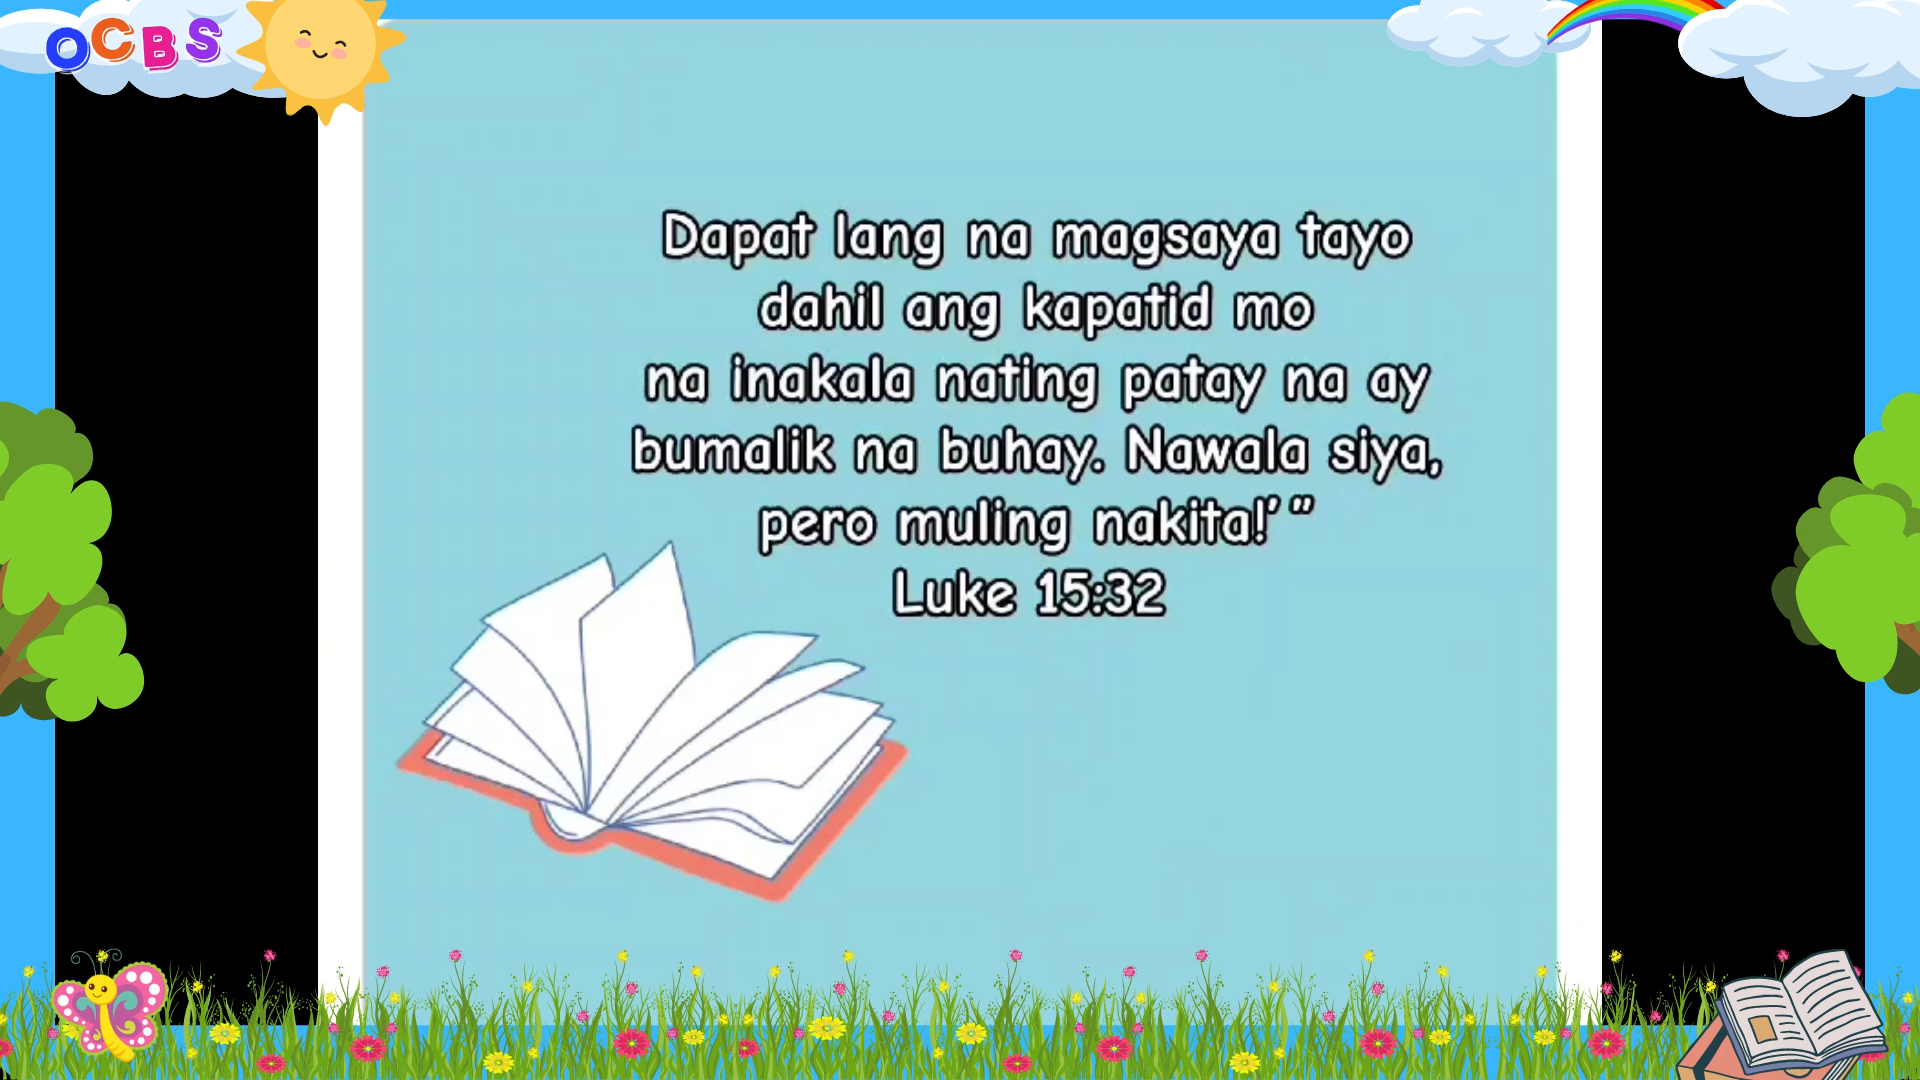 OCBS
Dapat lang na magsaya tayo
dahil ang kapatid mo
na inakala nating patay na ay
bumalik na buhay. Nawala siya,
pero muling nakita!’ ”
Luke 15:32